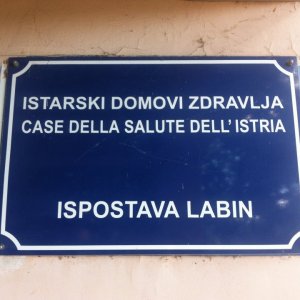 ISTARSKI DOMOVI ZDRAVLJA
CASE DELLA SALUTE DELL'ISTRIA
ISPOSTAVA LABIN